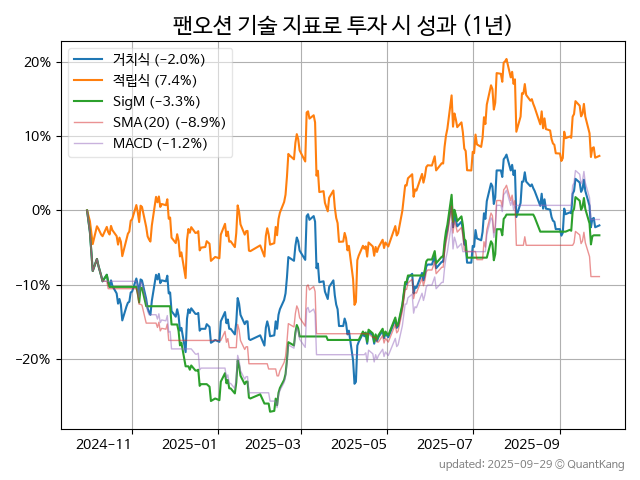 팬오션 기술 지표로 투자 시 성과 (1년)
20%
10%
0%
−10%
−20%
거치식 (−2.0%)
적립식 (7.4%)
SigM (−3.3%)
SMA(20) (−8.9%)
MACD (−1.2%)
2024-11 2025-01 2025-03 2025-05 2025-07 2025-09
updated: 2025-09-29 © QuantKang